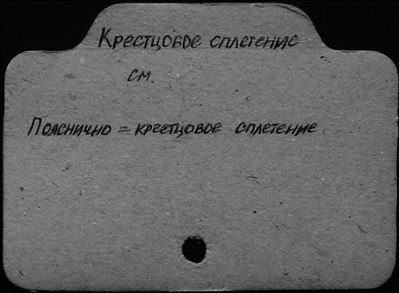 Крестцовое сплетение
см.
Пояснично = крестцовое сплетение.